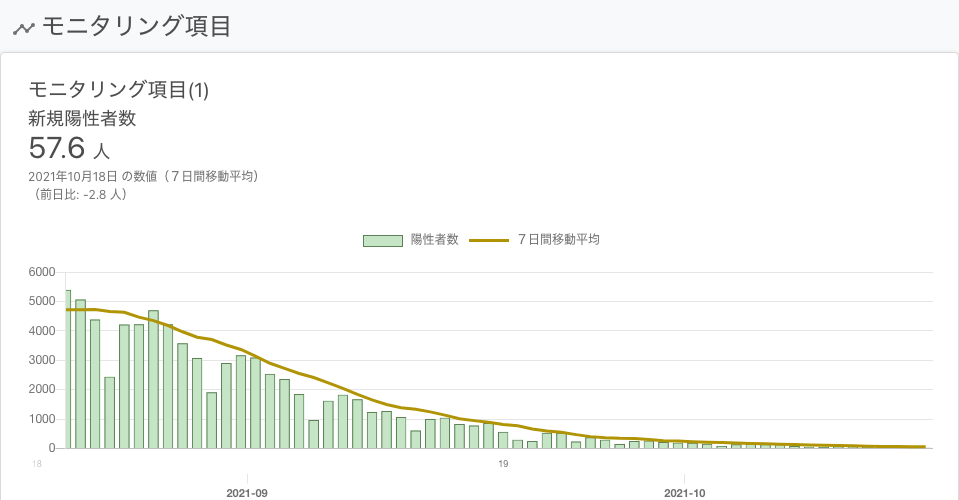 モニタリング項目
モニタリング項目(1)
新規陽性者数
57.6 人
2021年10月18日 の数値（７日間移動平均）
（前日比: -2.8 人）
陽性者数 ７日間移動平均
6000
5000
4000
3000
2000
1000
0
18 19
2021-09 2021-10